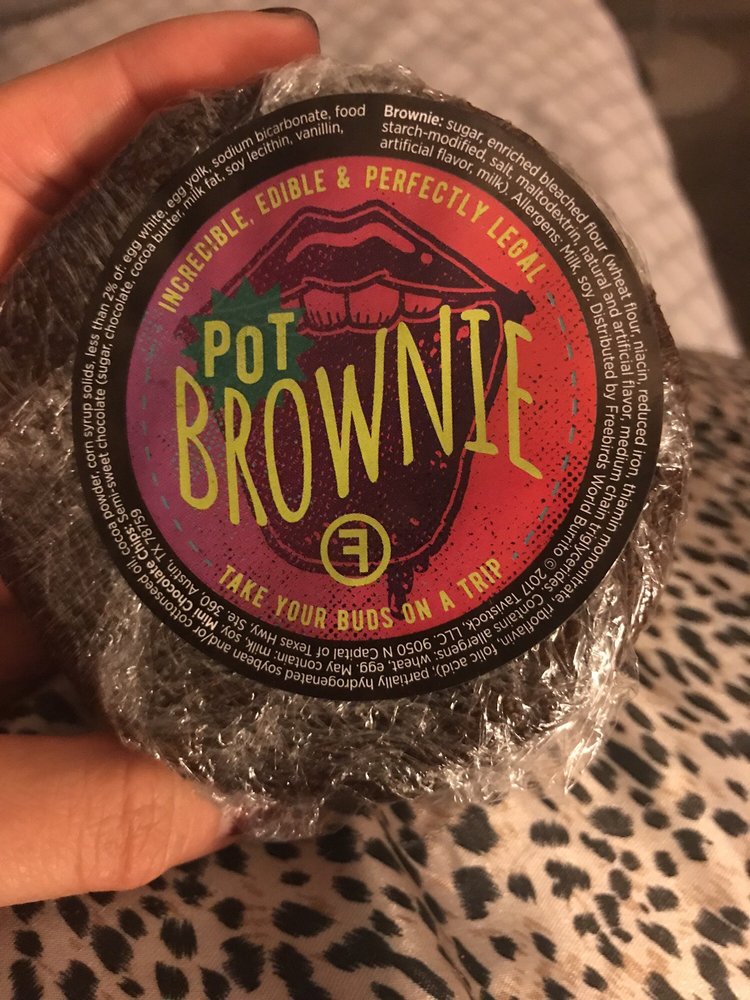 INCREDIBLE, EDIBLE & PERFECTLY LEGAL
POT
BROWNIE
F
TAKE YOUR BUDS ON A TRIP
Brownie: sugar, enriched bleached flour (wheat flour, niacin, reduced iron, thamin monontrate riboflavin, folic acid), partially hydrogenated soybean and/of cottonseed oil, cocoa powder, corn syrup solids, less than 2% of: egg white, egg yolk, sodium bicarbonate, food
starch-modified, salt, maltodextrin, natural and artificial flavor, medium chain triglycerides. Contains allergens: wheat, egg. May contain: milk, soy. Mini Chocolate Chips: Semi-sweet chocolate (sugar, chocolate, cocoa butter, milk fat, soy lecithin, vanillin,
artificial flavor, milk) Allergens: Milk, soy. Distributed by Freebirds World Burrito © 2017 Tavistock, LLC. 9050 N Capital of Texas Hwy, Ste. 360, Austin, TX 78759